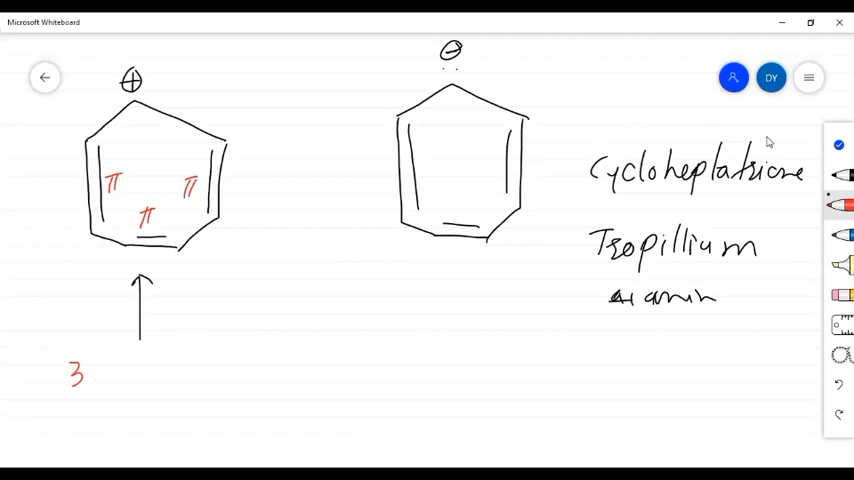 Microsoft Whiteboard
⊕
⊖
DY
π π
π
Cycloheptatriene
Tropillium
3